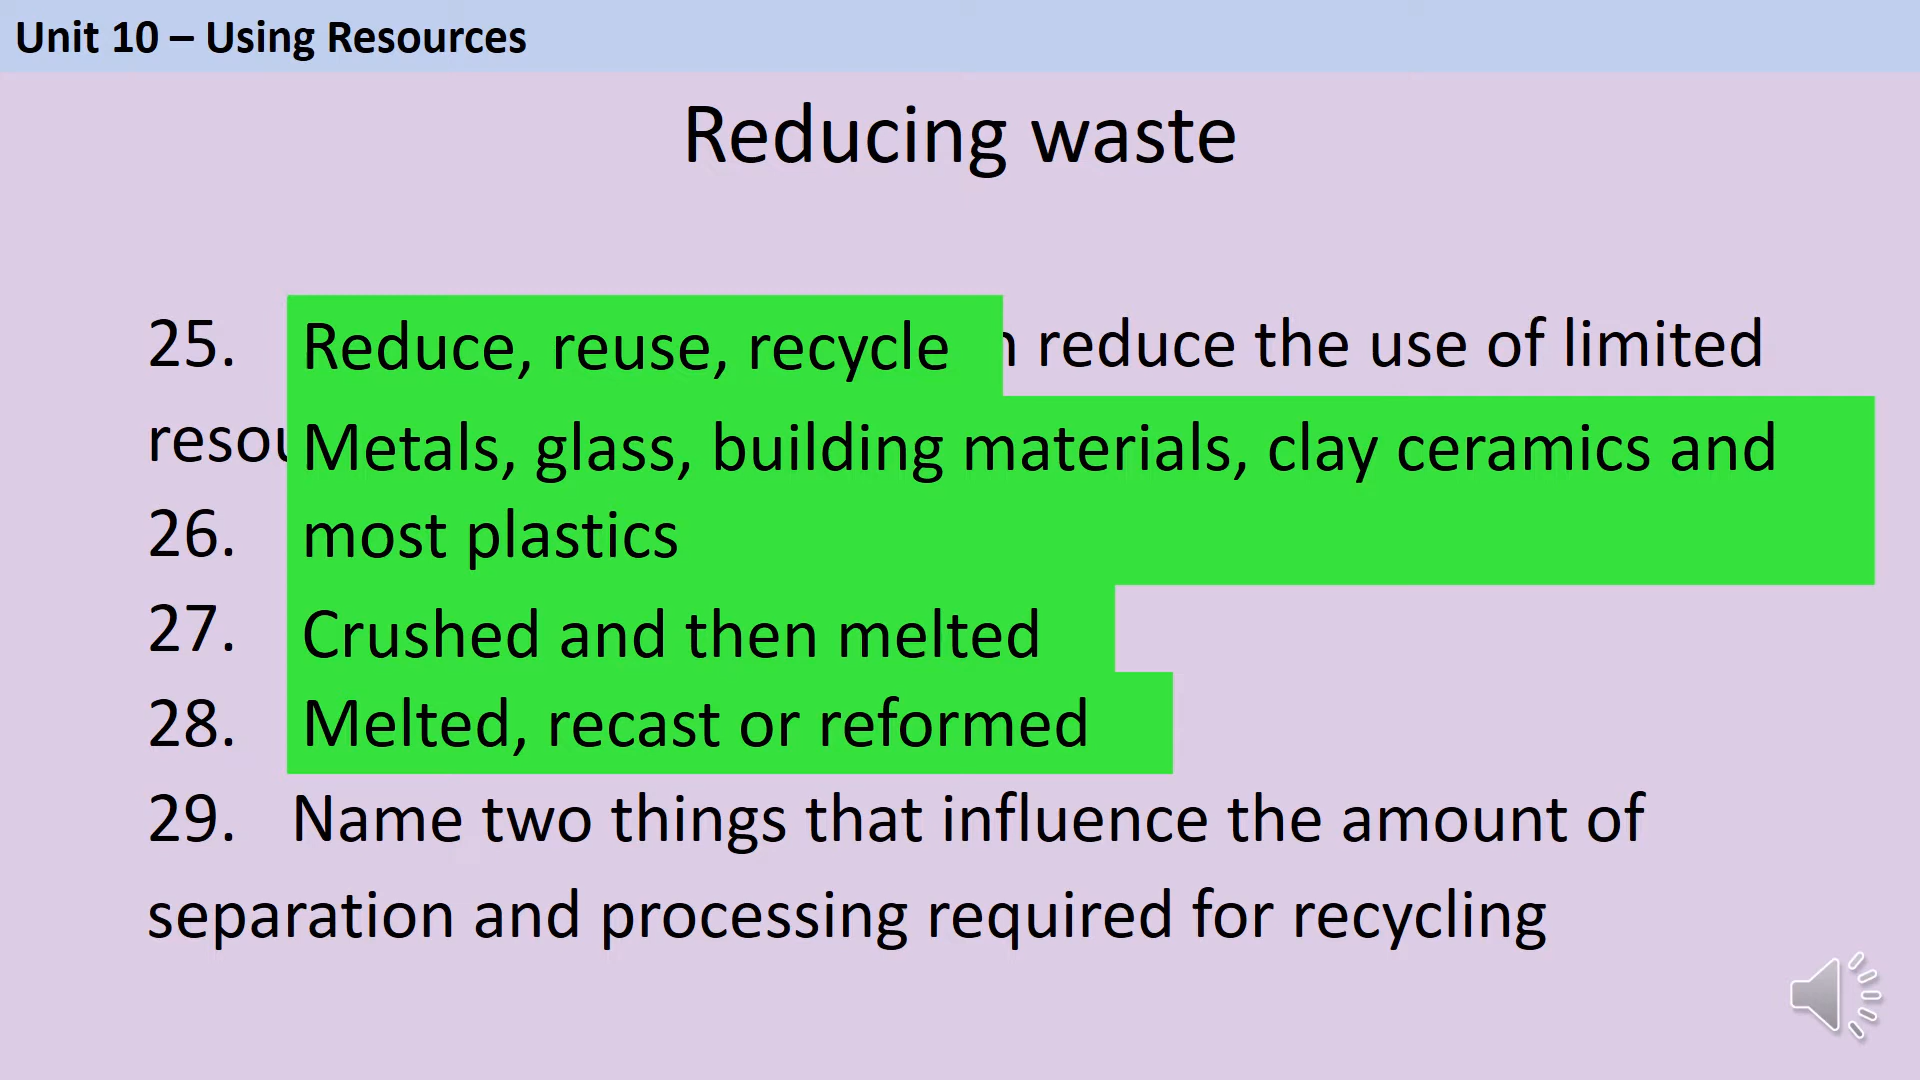 Unit 10 – Using Resources
Reducing waste
25. Reduce, reuse, recycle reduce the use of limited
Metals, glass, building materials, clay ceramics and
26. most plastics
27. Crushed and then melted
28. Melted, recast or reformed
29. Name two things that influence the amount of
separation and processing required for recycling